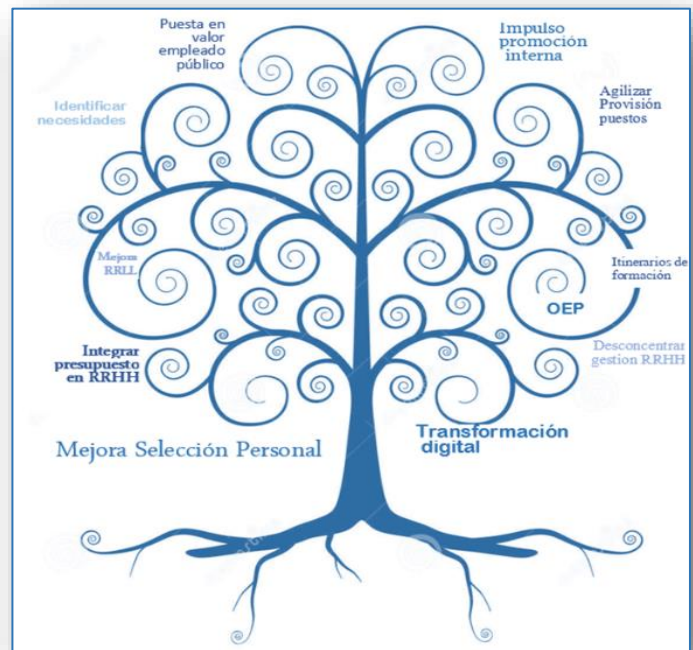 Puesta en
valor
empleado
público
Impulso
promoción
interna
Identificar
necesidades
Agilizar
Provisión
puestos
Mejora
RRLL
Itinerarios de
formación
OEP
Integrar
presupuesto
en RRHH
Desconcentrar
gestion RRHH
Mejora Selección Personal
Transformación
digital